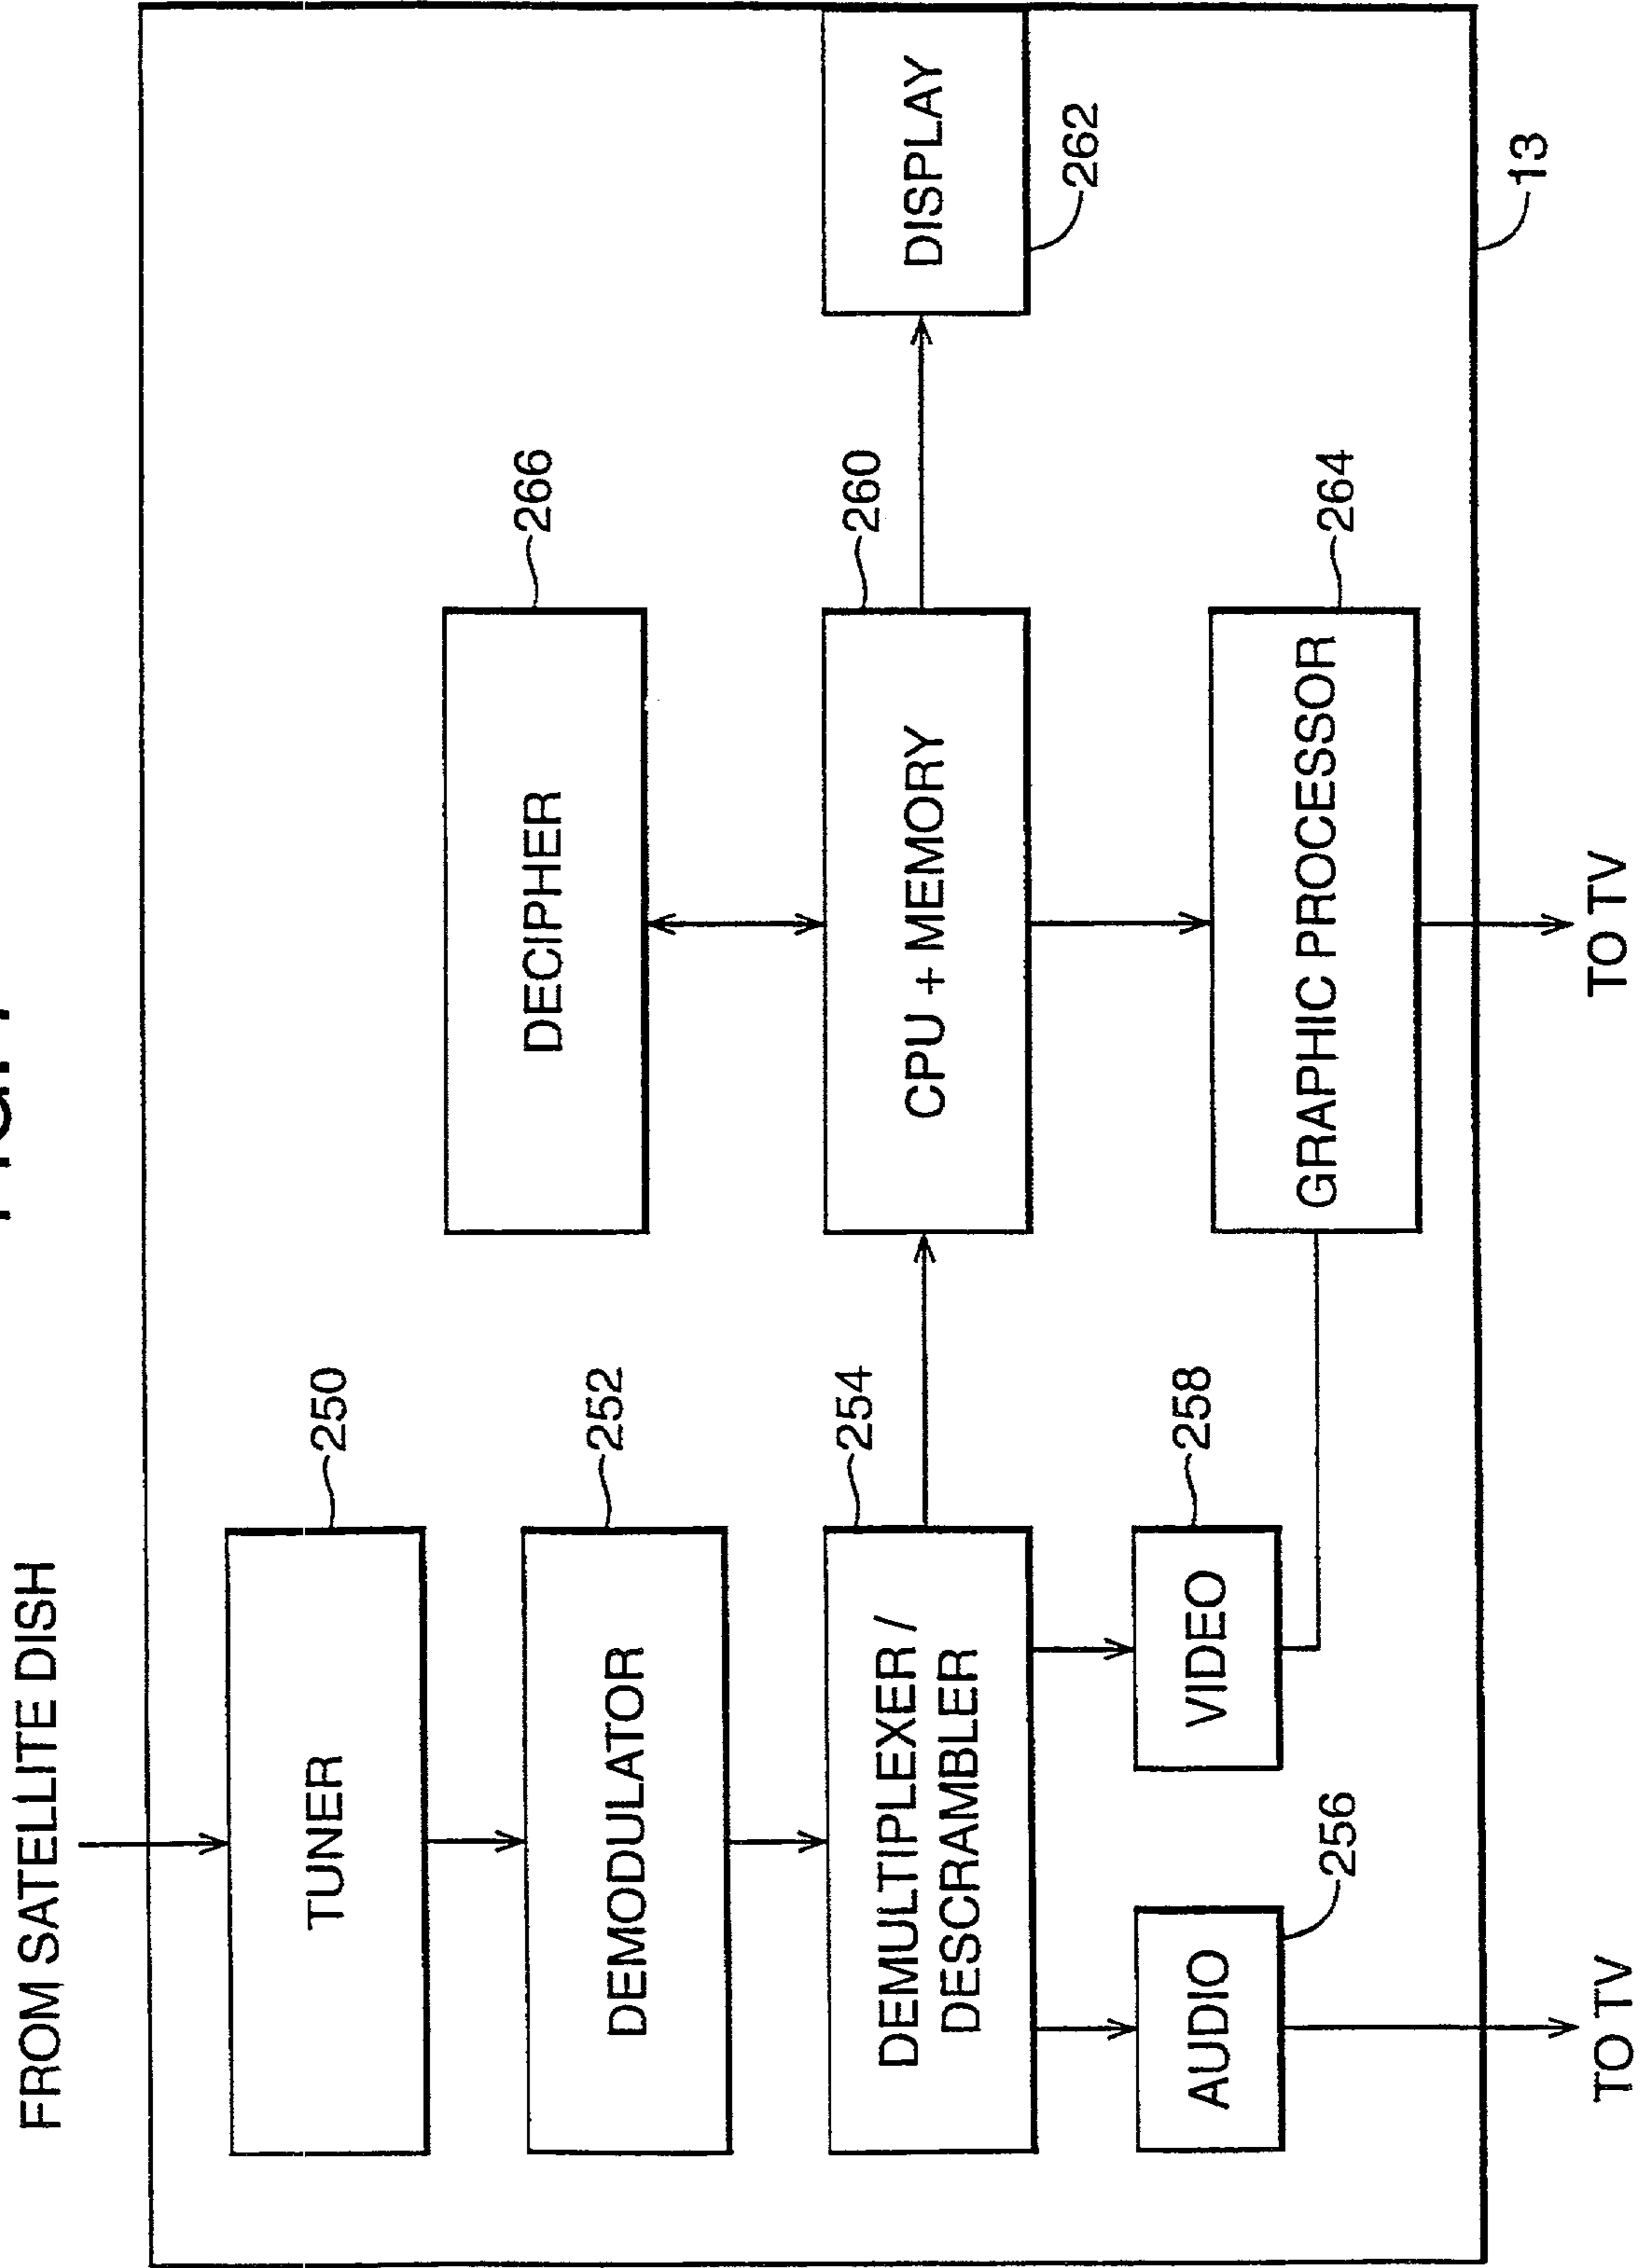 FROM SATELLITE DISH
TUNER
250
DEMODULATOR
252
DECIPHER
266
DEMULTIPLEXER /
DESCRAMBLER
254
CPU + MEMORY
260
DISPLAY
262
AUDIO
256
VIDEO
258
GRAPHIC PROCESSOR
264
13
TO TV
TO TV